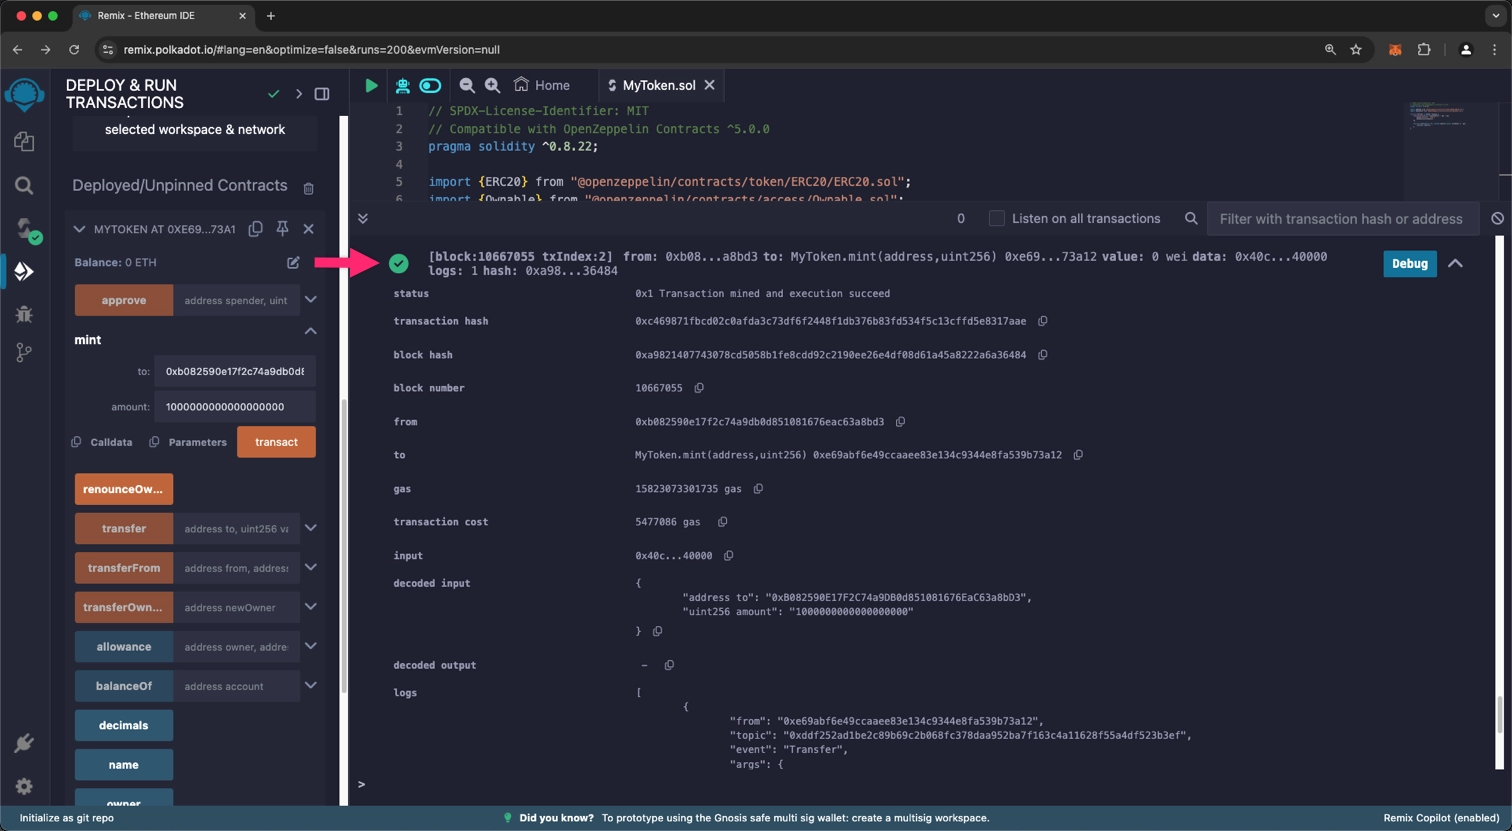 Remix - Ethereum IDE
remix.polkadot.io/#lang=en&optimize=false&runs=200&evmVersion=null
DEPLOY & RUN
TRANSACTIONS
selected workspace & network
Deployed/Unpinned Contracts
MYTOKEN AT 0XE69...73A1
Balance: 0 ETH
approve address spender, uint
mint
to: 0xb082590e17f2c74a9db0d8
amount: 1000000000000000000
Calldata Parameters transact
renounceOw...
transfer address to, uint256 va
transferFrom address from, address
transferOwn... address newOwner
allowance address owner, addre
balanceOf address account
decimals
name
owner
Home MyToken.sol
1 // SPDX-License-Identifier: MIT
2 // Compatible with OpenZeppelin Contracts ^5.0.0
3 pragma solidity ^0.8.22;
4
5 import {ERC20} from "@openzeppelin/contracts/token/ERC20/ERC20.sol";
6 import {Ownable} from "@openzeppelin/contracts/access/Ownable.sol";
0 Listen on all transactions Filter with transaction hash or address
[block:10667055 txIndex:2] from: 0xb08...a8bd3 to: MyToken.mint(address,uint256) 0xe69...73a12 value: 0 wei data: 0x40c...40000
logs: 1 hash: 0xa98...36484
Debug
status 0x1 Transaction mined and execution succeed
transaction hash 0xc469871fbcd02c0afda3c73df6f2448f1db376b83fd534f5c13cffd5e8317aae
block hash 0xa9821407743078cd5058b1fe8cdd92c2190ee26e4df08d61a45a8222a6a36484
block number 10667055
from 0xb082590e17f2c74a9db0d851081676eac63a8bd3
to MyToken.mint(address,uint256) 0xe69abf6e49ccaaee83e134c9344e8fa539b73a12
gas 15823073301735 gas
transaction cost 5477086 gas
input 0x40c...40000
decoded input {
"address to": "0xB082590E17F2C74a9DB0d851081676EaC63a8bD3",
"uint256 amount": "1000000000000000000"
}
decoded output –
logs [
{
"from": "0xe69abf6e49ccaaee83e134c9344e8fa539b73a12",
"topic": "0xddf252ad1be2c89b69c2b068fc378daa952ba7f163c4a11628f55a4df523b3ef",
"event": "Transfer",
"args": {
>
Initialize as git repo
Did you know? To prototype using the Gnosis safe multi sig wallet: create a multisig workspace.
Remix Copilot (enabled)